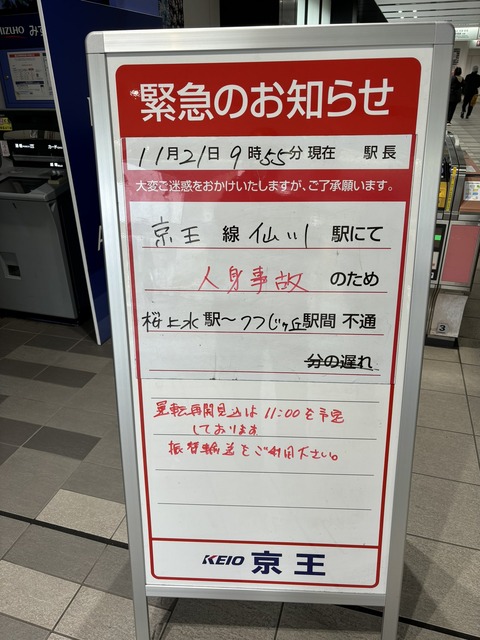 MIZUHO みず
緊急のお知らせ
11月21日 9時55分 現在 駅長
大変ご迷惑をおかけいたしますが、ご了承願います。
京王 線 仙川 駅にて
人身事故 のため
桜上水 駅～つつじヶ丘 駅間 不通
分の遅れ
運転再開見込は 11:00を予定
しております
振替輸送をご利用下さい。
KEIO 京王
3